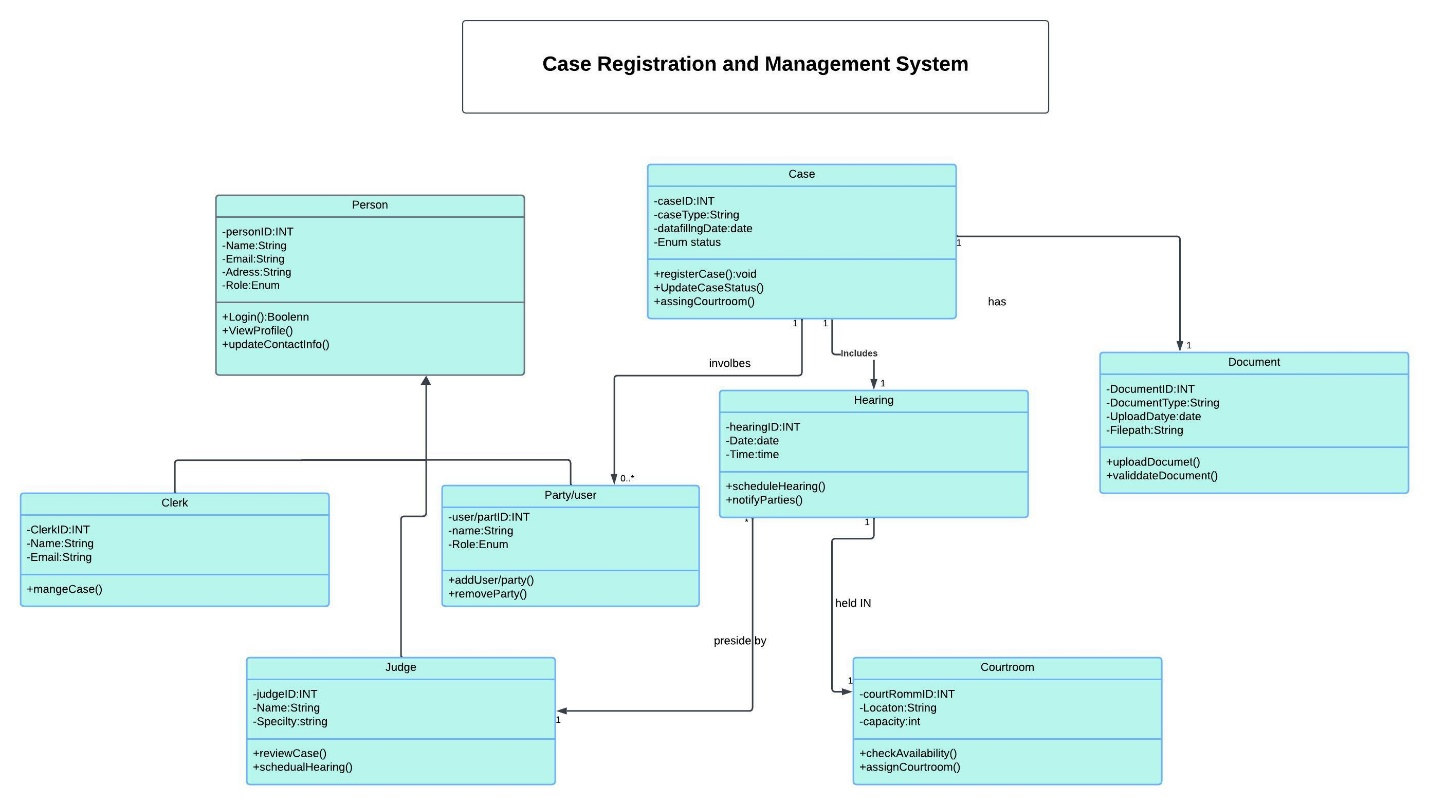 Case Registration and Management System
Case
-caseID:INT
-caseType:String
-datafillngDate:date
-Enum status
+registerCase():void
+UpdateCaseStatus()
+assingCourtroom()
Person
-personID:INT
-Name:String
-Email:String
-Adress:String
-Role:Enum
+Login():Boolenn
+ViewProfile()
+updateContactInfo()
1
has
1
1
1
involbes
Includes
1
0..*
Document
-DocumentID:INT
-DocumentType:String
-UploadDatye:date
-Filepath:String
+uploadDocumet()
+validdateDocument()
Hearing
-hearingID:INT
-Date:date
-Time:time
+scheduleHearing()
+notifyParties()
Clerk
-ClerkID:INT
-Name:String
-Email:String
+mangeCase()
Party/user
-user/partID:INT
-name:String
-Role:Enum
+addUser/party()
+removeParty()
*
1
held IN
preside by
1
1
Judge
-judgeID:INT
-Name:String
-Specilty:string
+reviewCase()
+schedualHearing()
Courtroom
-courtRommID:INT
-Locaton:String
-capacity:int
+checkAvailability()
+assignCourtroom()